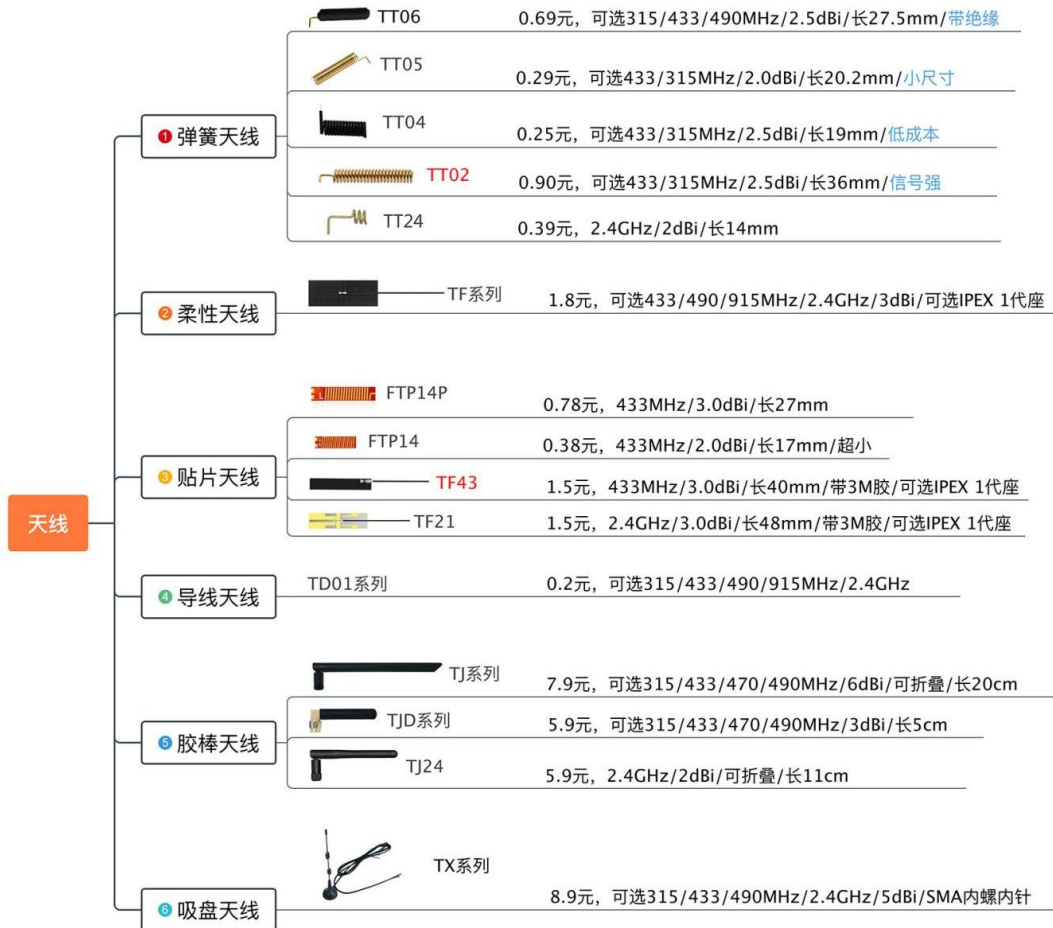 天线
1 弹簧天线
TT06
0.69元，可选315/433/490MHz/2.5dBi/长27.5mm/带绝缘
TT05
0.29元，可选433/315MHz/2.0dBi/长20.2mm/小尺寸
TT04
0.25元，可选433/315MHz/2.5dBi/长19mm/低成本
TT02
0.90元，可选433/315MHz/2.5dBi/长36mm/信号强
TT24
0.39元，2.4GHz/2dBi/长14mm
2 柔性天线
TF系列
1.8元，可选433/490/915MHz/2.4GHz/3dBi/可选IPEX 1代座
3 贴片天线
FTP14P
0.78元，433MHz/3.0dBi/长27mm
FTP14
0.38元，433MHz/2.0dBi/长17mm/超小
TF43
1.5元，433MHz/3.0dBi/长40mm/带3M胶/可选IPEX 1代座
TF21
1.5元，2.4GHz/3.0dBi/长48mm/带3M胶/可选IPEX 1代座
4 导线天线
TD01系列
0.2元，可选315/433/490/915MHz/2.4GHz
5 胶棒天线
TJ系列
7.9元，可选315/433/470/490MHz/6dBi/可折叠/长20cm
TJD系列
5.9元，可选315/433/470/490MHz/3dBi/长5cm
TJ24
5.9元，2.4GHz/2dBi/可折叠/长11cm
6 吸盘天线
TX系列
8.9元，可选315/433/490MHz/2.4GHz/5dBi/SMA内螺内针